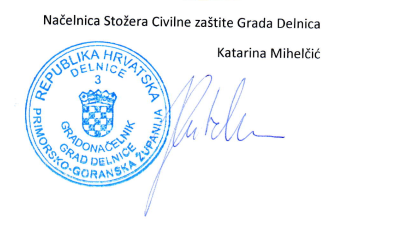 Načelnica Stožera Civilne zaštite Grada Delnica
Katarina Mihelčić
REPUBLIKA HRVATSKA
DELNICE
3
GRADONAČELNIK
GRAD DELNICE
PRIMORSKO-GORANSKA ŽUPANIJA